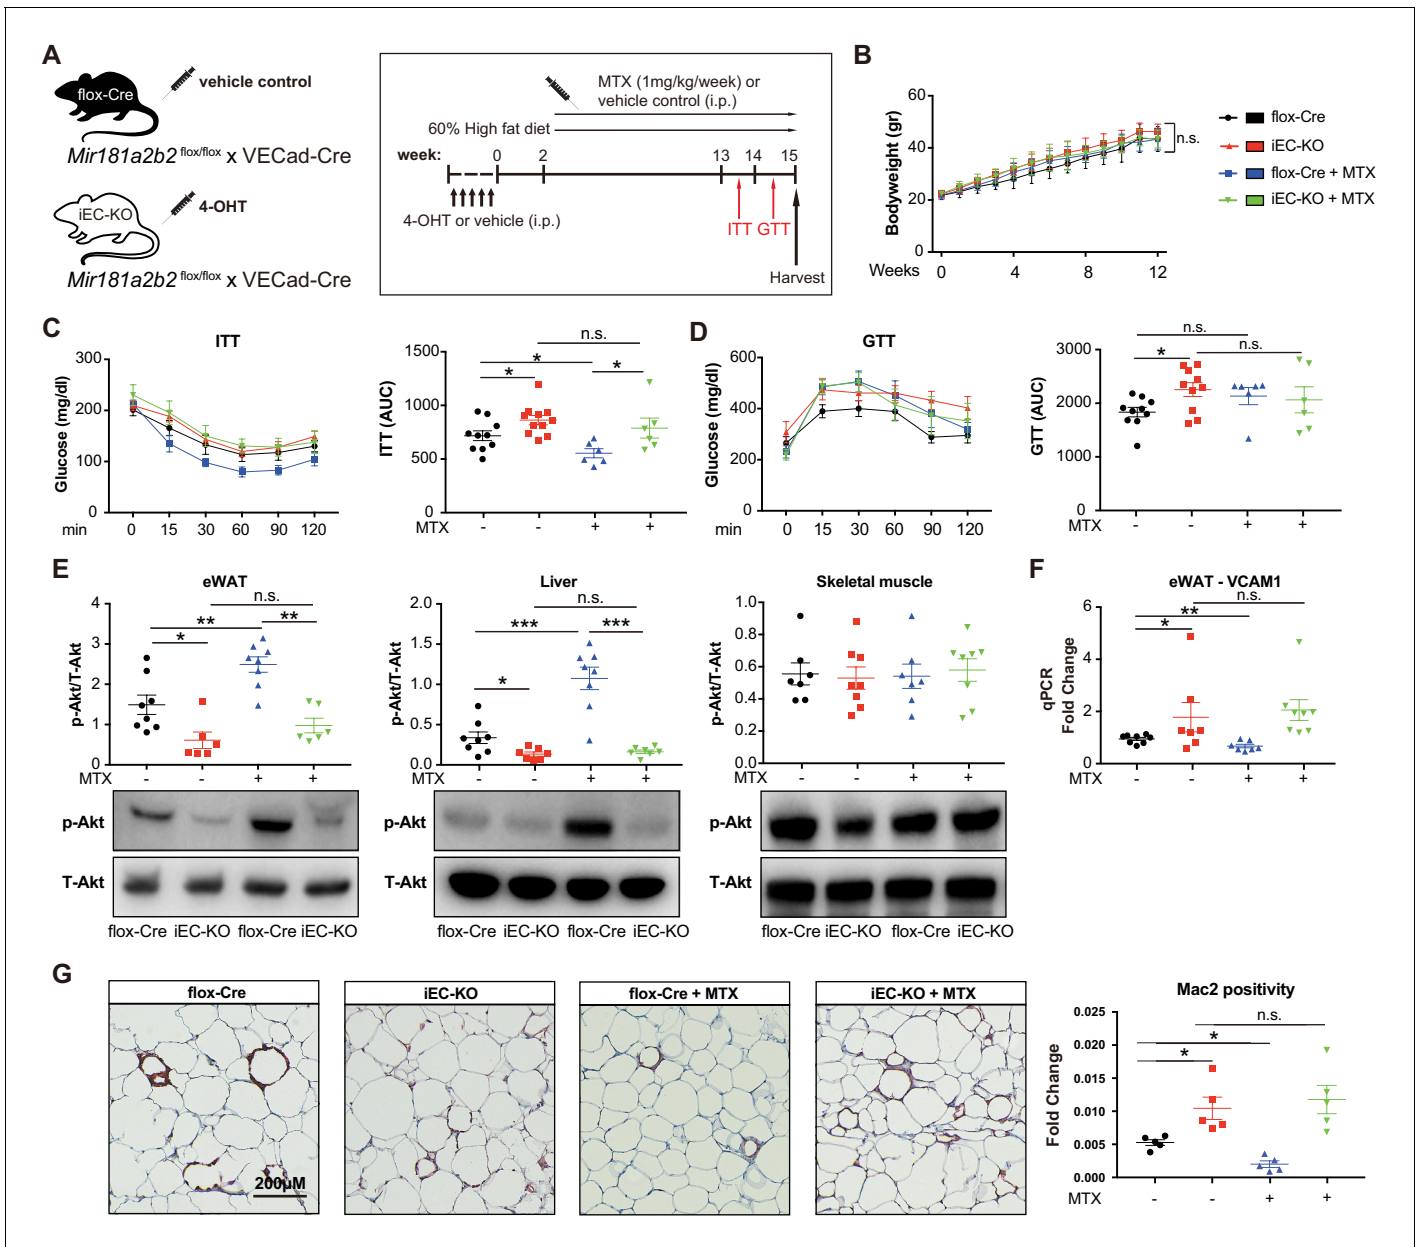 A
flox-Cre
vehicle control
Mir181a2b2 flox/flox x VECad-Cre
iEC-KO
4-OHT
Mir181a2b2 flox/flox x VECad-Cre
MTX (1mg/kg/week) or
vehicle control (i.p.)
60% High fat diet
week: 0 2 13 14 15
4-OHT or vehicle (i.p.)
ITT GTT
Harvest
B
Bodyweight (gr)
60
40
20
0
n.s.
Weeks 0 4 8 12
flox-Cre
iEC-KO
flox-Cre + MTX
iEC-KO + MTX
C
ITT
Glucose (mg/dl)
300
200
100
0
min 0 15 30 60 90 120
ITT (AUC)
1500
1000
500
0
n.s.
*
* *
MTX - - + +
D
GTT
Glucose (mg/dl)
600
400
200
0
min 0 15 30 60 90 120
GTT (AUC)
3000
2000
1000
0
n.s.
* n.s.
MTX - - + +
E
eWAT
p-Akt/T-Akt
4
3
2
1
0
n.s.
** **
*
MTX - - + +
Liver
p-Akt/T-Akt
2.0
1.5
1.0
0.5
0.0
n.s.
*** ***
*
MTX - - + +
Skeletal muscle
p-Akt/T-Akt
1.0
0.8
0.6
0.4
0.2
0.0
MTX - - + +
p-Akt
T-Akt
flox-Cre iEC-KO flox-Cre iEC-KO
p-Akt
T-Akt
flox-Cre iEC-KO flox-Cre iEC-KO
p-Akt
T-Akt
flox-Cre iEC-KO flox-Cre iEC-KO
F
eWAT - VCAM1
qPCR
Fold Change
6
4
2
0
n.s.
**
*
MTX - - + +
G
flox-Cre
200µM
iEC-KO
flox-Cre + MTX
iEC-KO + MTX
Mac2 positivity
Fold Change
0.025
0.020
0.015
0.010
0.005
0.000
n.s.
*
*
MTX - - + +